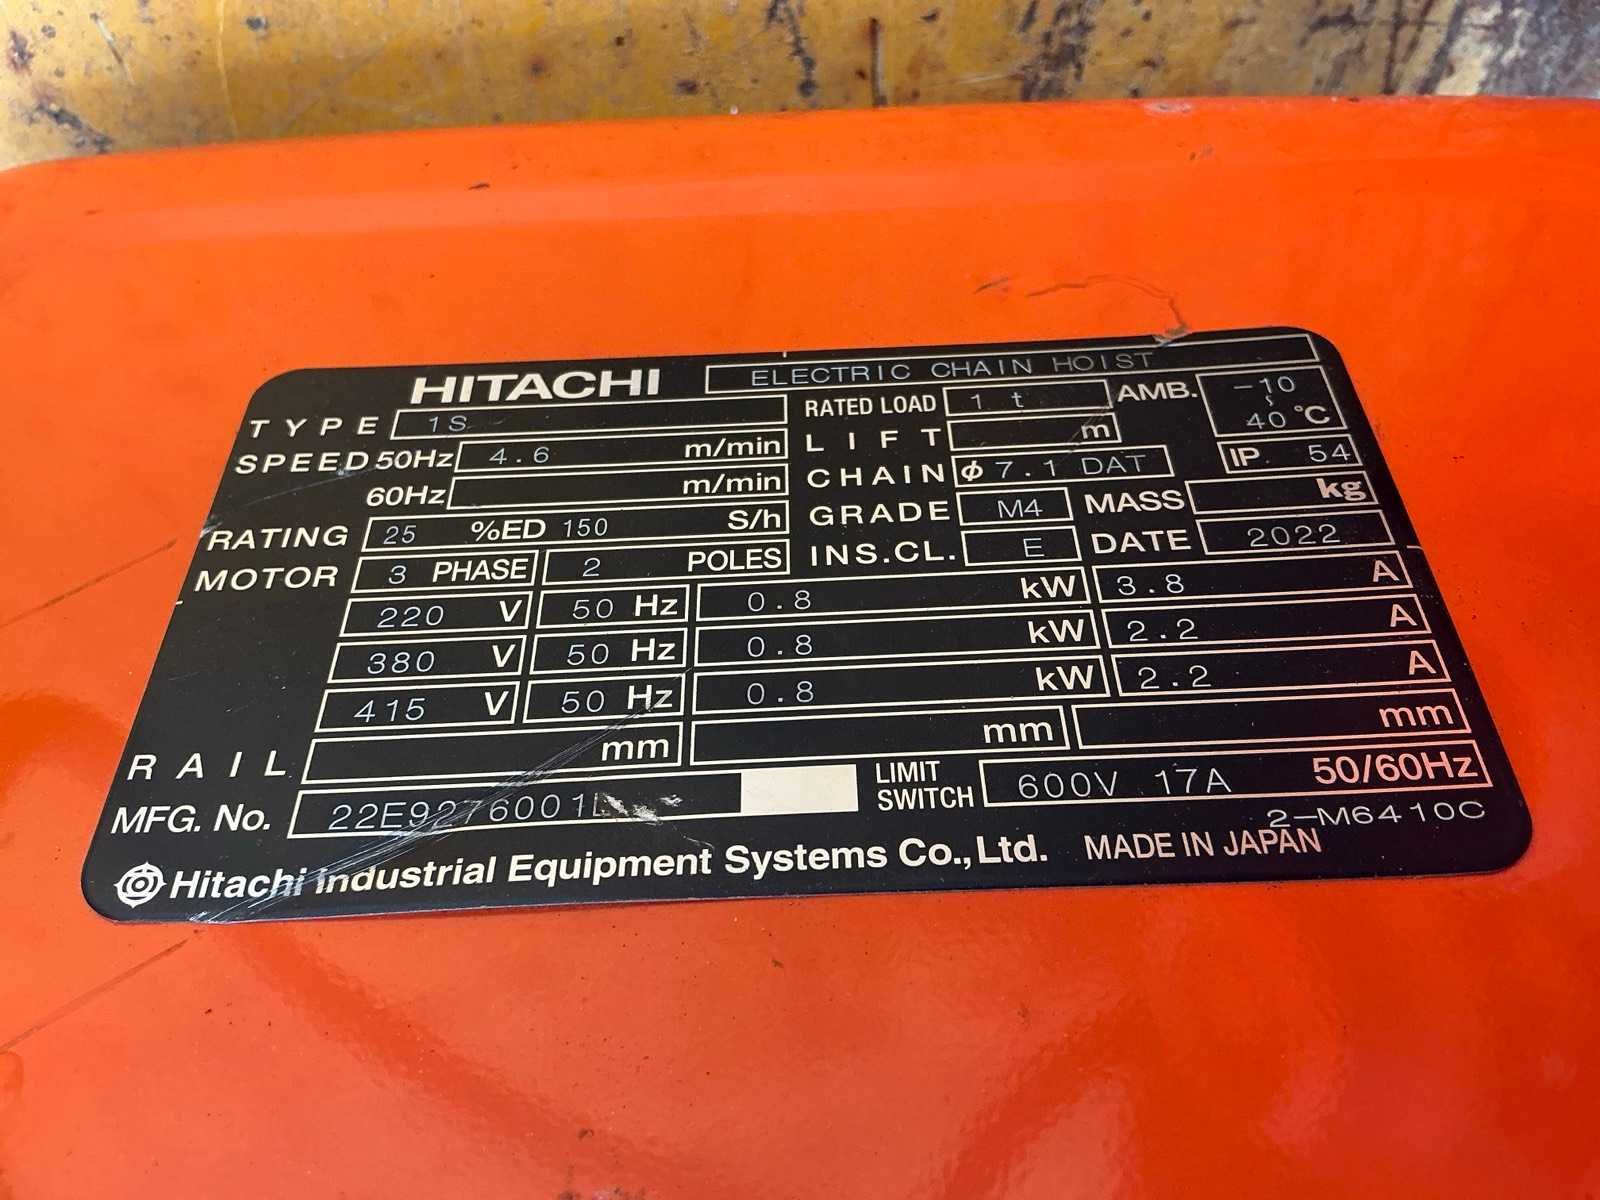 HITACHI ELECTRIC CHAIN HOIST
TYPE 1S RATED LOAD 1 t AMB. -10 ~ 40 °C
SPEED 50Hz 4.6 m/min LIFT m
60Hz m/min CHAIN ϕ 7.1 DAT IP. 54
RATING 25 %ED 150 S/h GRADE M4 MASS kg
MOTOR 3 PHASE 2 POLES INS.CL. E DATE 2022
220 V 50 Hz 0.8 kW 3.8 A
380 V 50 Hz 0.8 kW 2.2 A
415 V 50 Hz 0.8 kW 2.2 A
RAIL mm mm mm
MFG. No. 22E9276001L LIMIT SWITCH 600V 17A 50/60Hz
2-M6410C
Hitachi Industrial Equipment Systems Co., Ltd. MADE IN JAPAN